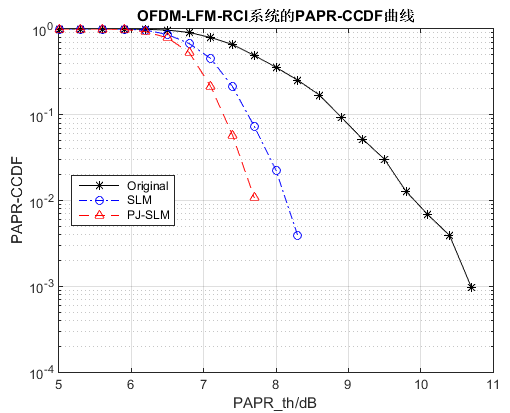 OFDM-LFM-RCI系统的PAPR-CCDF曲线
10^0
10^-1
10^-2
10^-3
10^-4
PAPR-CCDF
Original
SLM
PJ-SLM
5 6 7 8 9 10 11
PAPR_th/dB